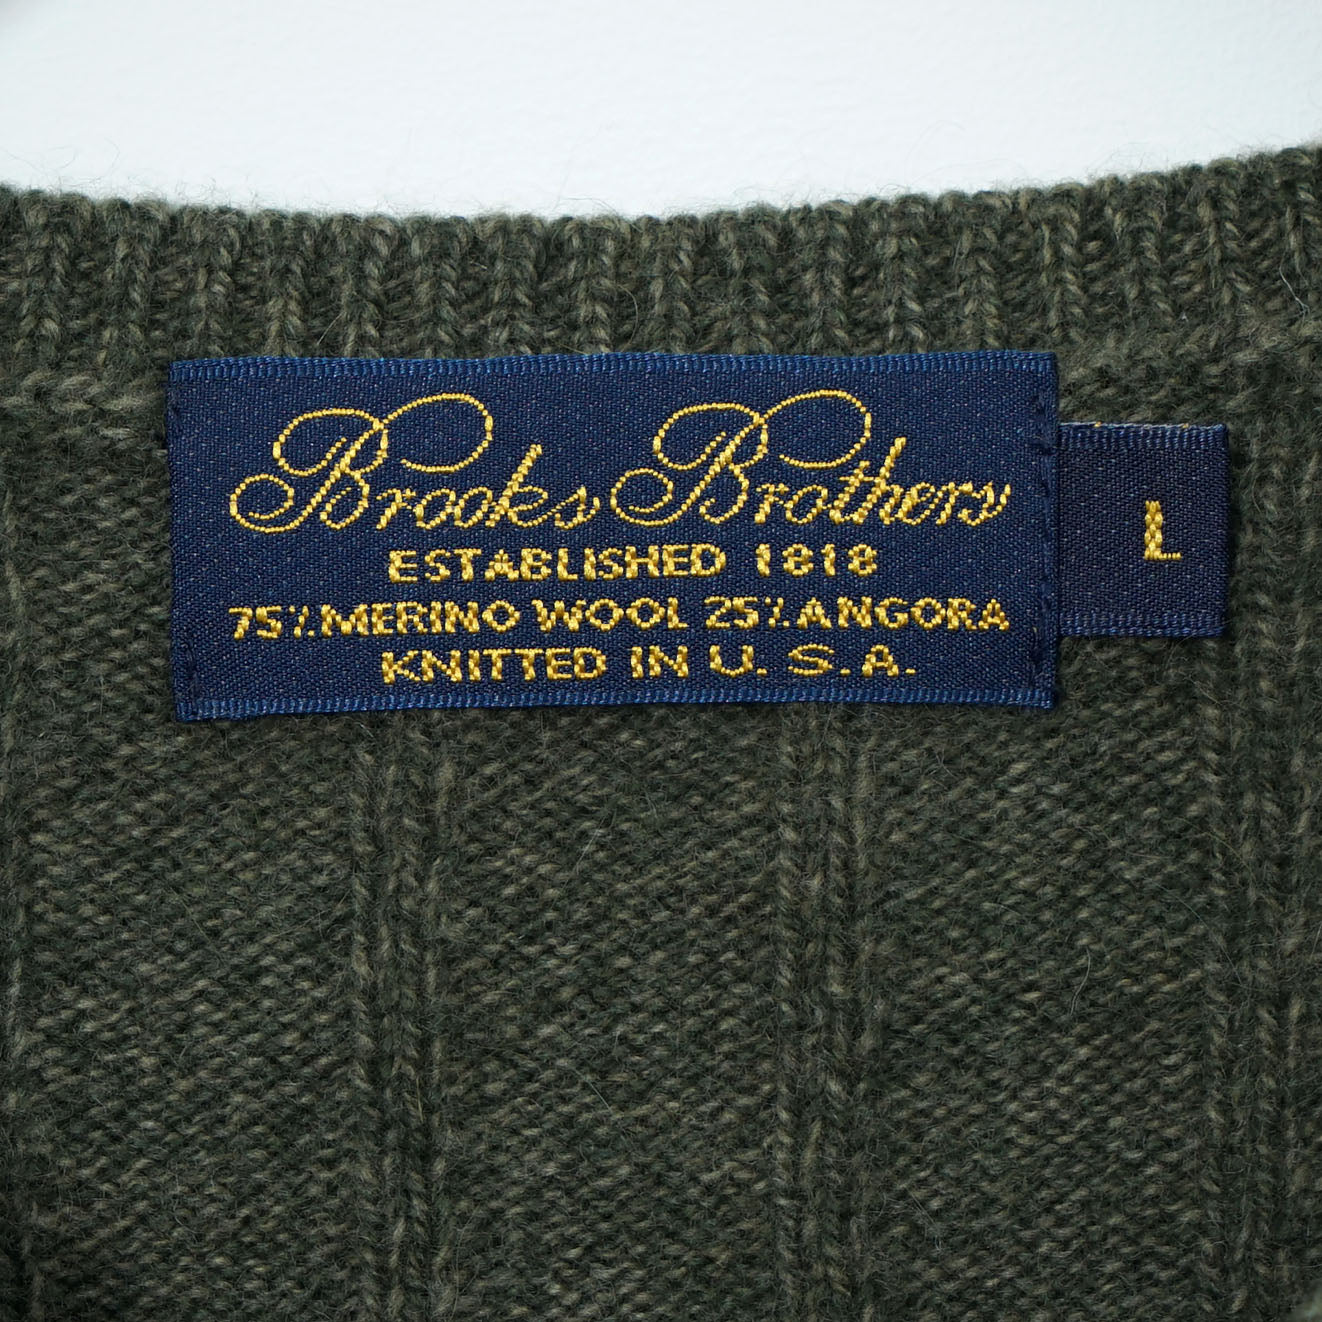 Brooks Brothers
ESTABLISHED 1818
75% MERINO WOOL 25% ANGORA
KNITTED IN U.S.A.
L